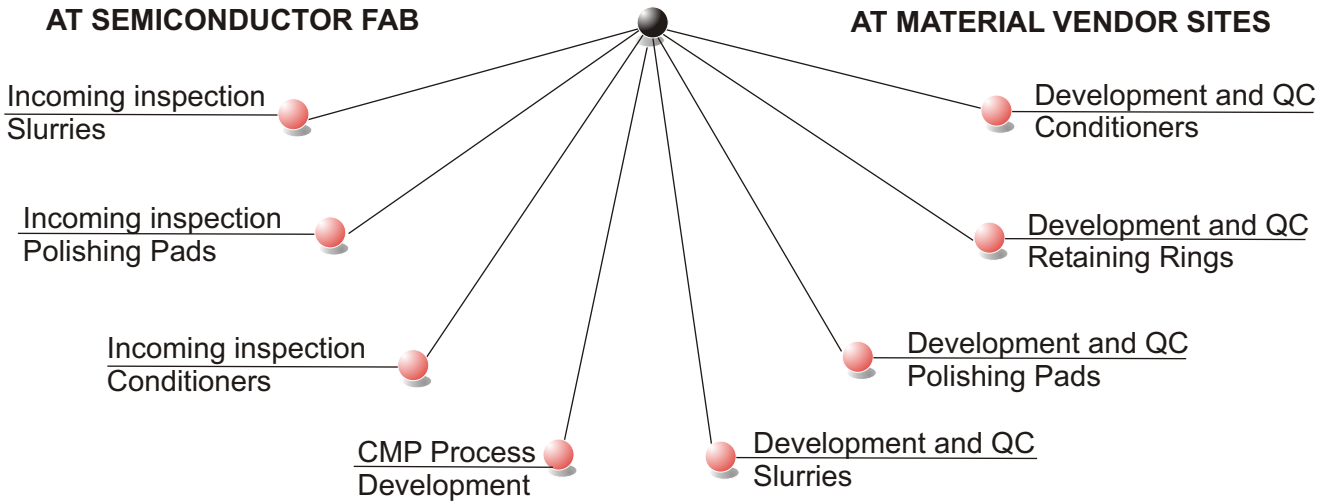 AT SEMICONDUCTOR FAB
AT MATERIAL VENDOR SITES
Incoming inspection
Slurries
Incoming inspection
Polishing Pads
Incoming inspection
Conditioners
CMP Process
Development
Development and QC
Conditioners
Development and QC
Retaining Rings
Development and QC
Polishing Pads
Development and QC
Slurries